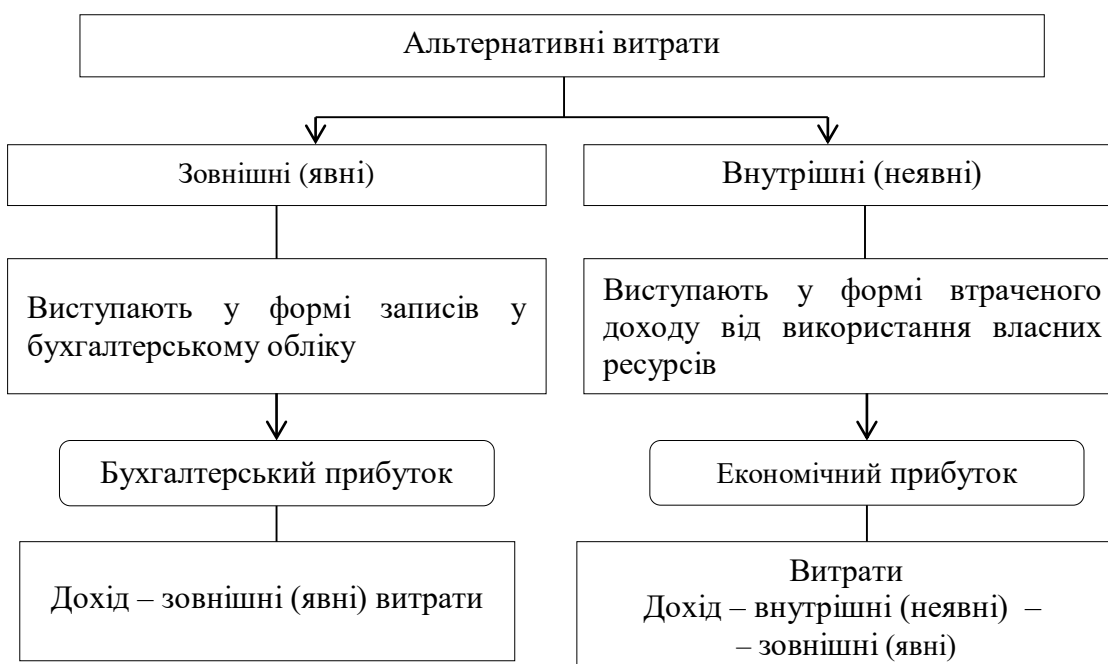 Альтернативні витрати
Зовнішні (явні)
Внутрішні (неявні)
Виступають у формі записів у
бухгалтерському обліку
Виступають у формі втраченого
доходу від використання власних
ресурсів
Бухгалтерський прибуток
Економічний прибуток
Дохід – зовнішні (явні) витрати
Витрати
Дохід – внутрішні (неявні) –
– зовнішні (явні)